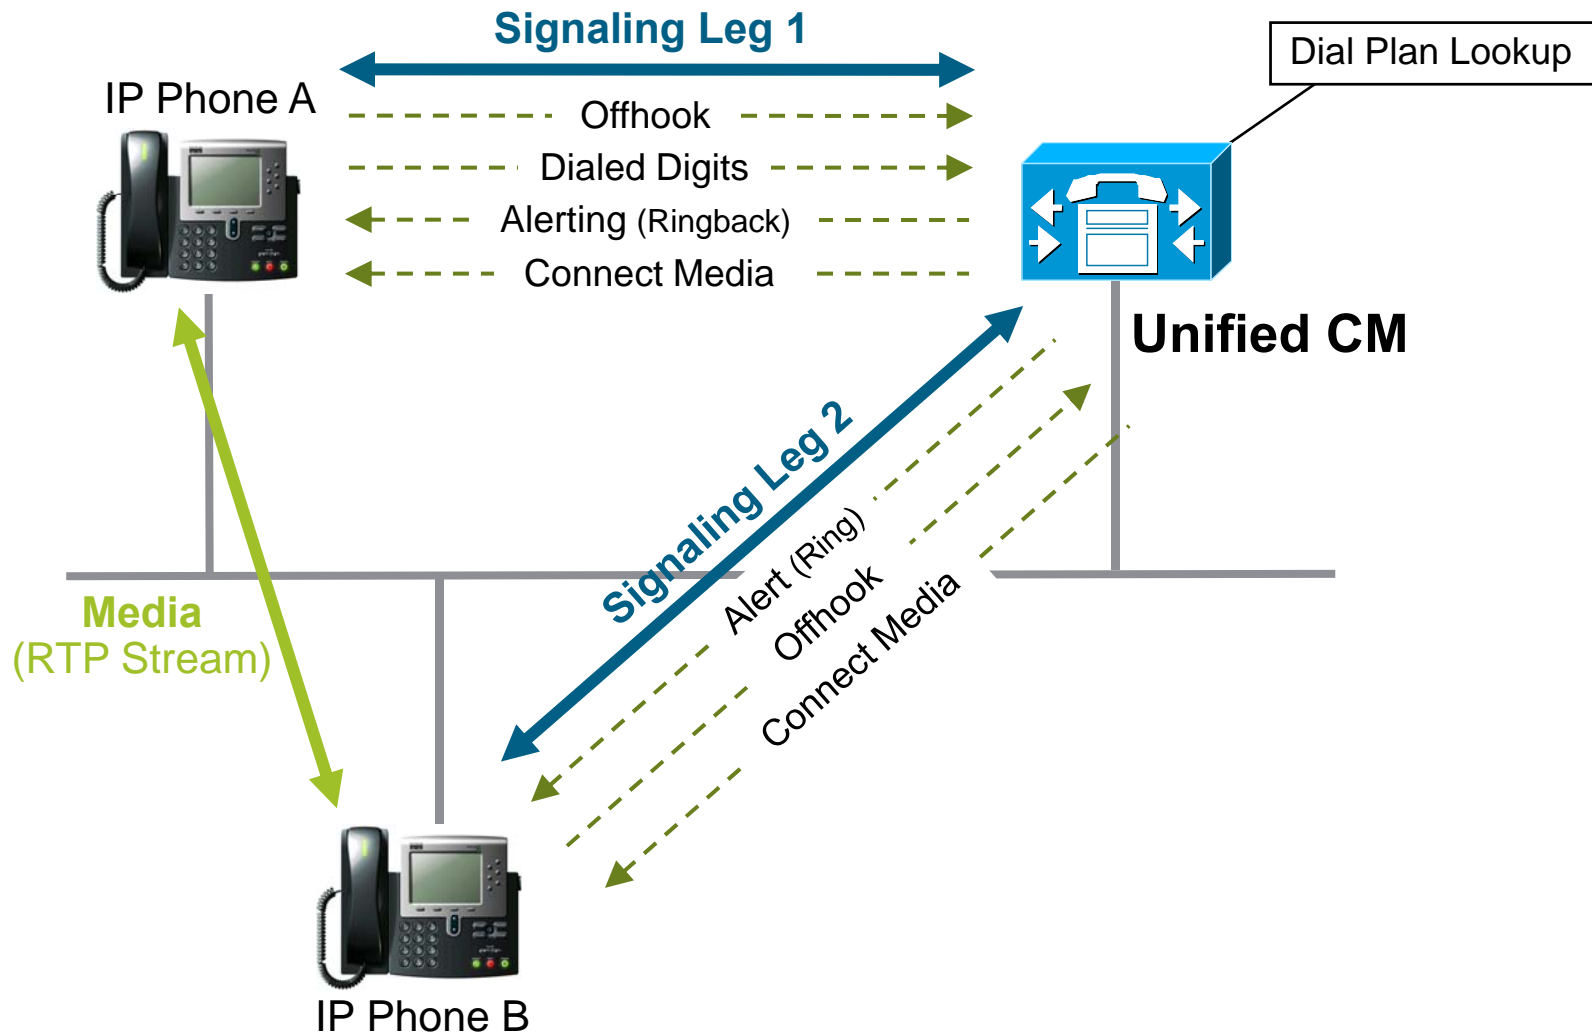 Signaling Leg 1
Dial Plan Lookup
IP Phone A
Offhook
Dialed Digits
Alerting (Ringback)
Connect Media
Unified CM
Signaling Leg 2
Alert (Ring)
Offhook
Connect Media
Media
(RTP Stream)
IP Phone B